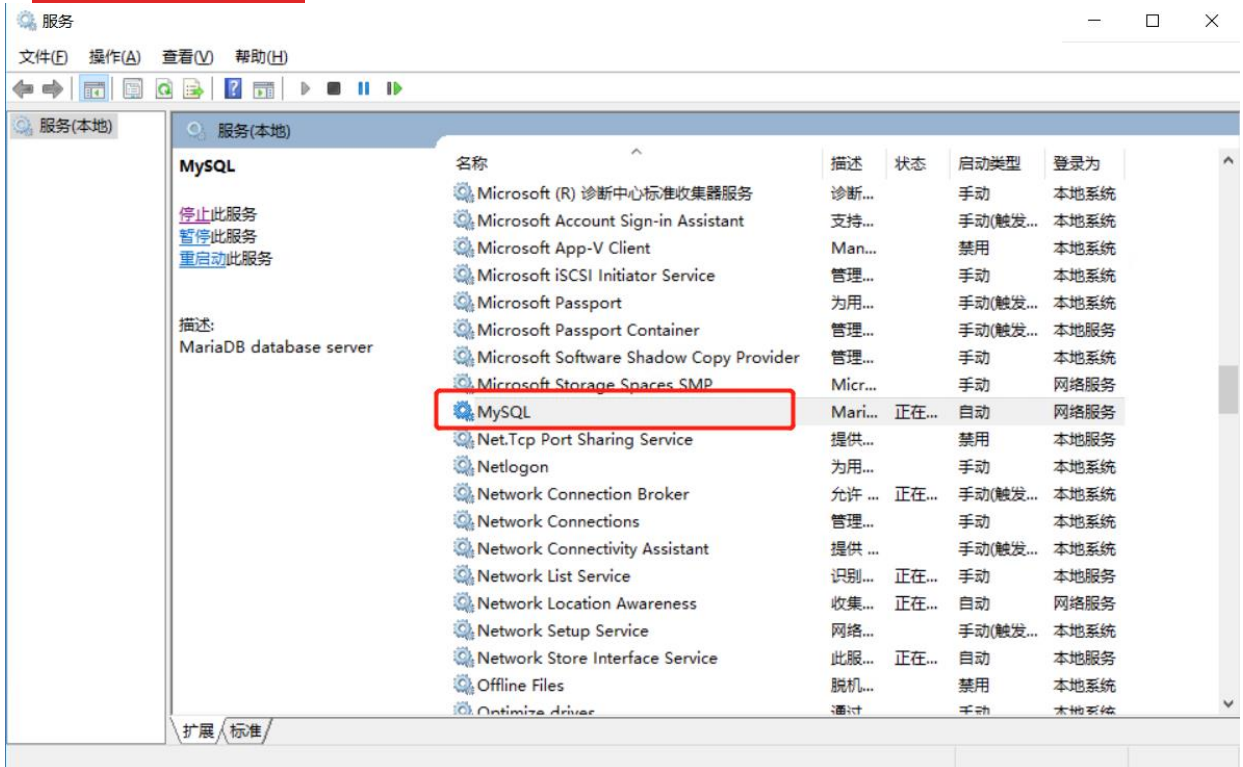 服务
文件(F) 操作(A) 查看(V) 帮助(H)
服务(本地)
服务(本地)
MySQL
停止此服务
暂停此服务
重启动此服务
描述:
MariaDB database server
名称 描述 状态 启动类型 登录为
Microsoft (R) 诊断中心标准收集器服务 诊断... 手动 本地系统
Microsoft Account Sign-in Assistant 支持... 手动(触发... 本地系统
Microsoft App-V Client Man... 禁用 本地系统
Microsoft iSCSI Initiator Service 管理... 手动 本地系统
Microsoft Passport 为用... 手动(触发... 本地系统
Microsoft Passport Container 管理... 手动(触发... 本地服务
Microsoft Software Shadow Copy Provider 管理... 手动 本地系统
Microsoft Storage Spaces SMP Micr... 手动 网络服务
MySQL Mari... 正在... 自动 网络服务
Net.Tcp Port Sharing Service 提供... 禁用 本地服务
Netlogon 为用... 手动 本地系统
Network Connection Broker 允许 ... 正在... 手动(触发... 本地系统
Network Connections 管理... 手动 本地系统
Network Connectivity Assistant 提供 ... 手动(触发... 本地系统
Network List Service 识别... 正在... 手动 本地服务
Network Location Awareness 收集... 正在... 自动 网络服务
Network Setup Service 网络... 手动(触发... 本地系统
Network Store Interface Service 此服... 正在... 自动 本地服务
Offline Files 脱机... 禁用 本地系统
Optimize drives 通过... 手动 本地系统
扩展 标准